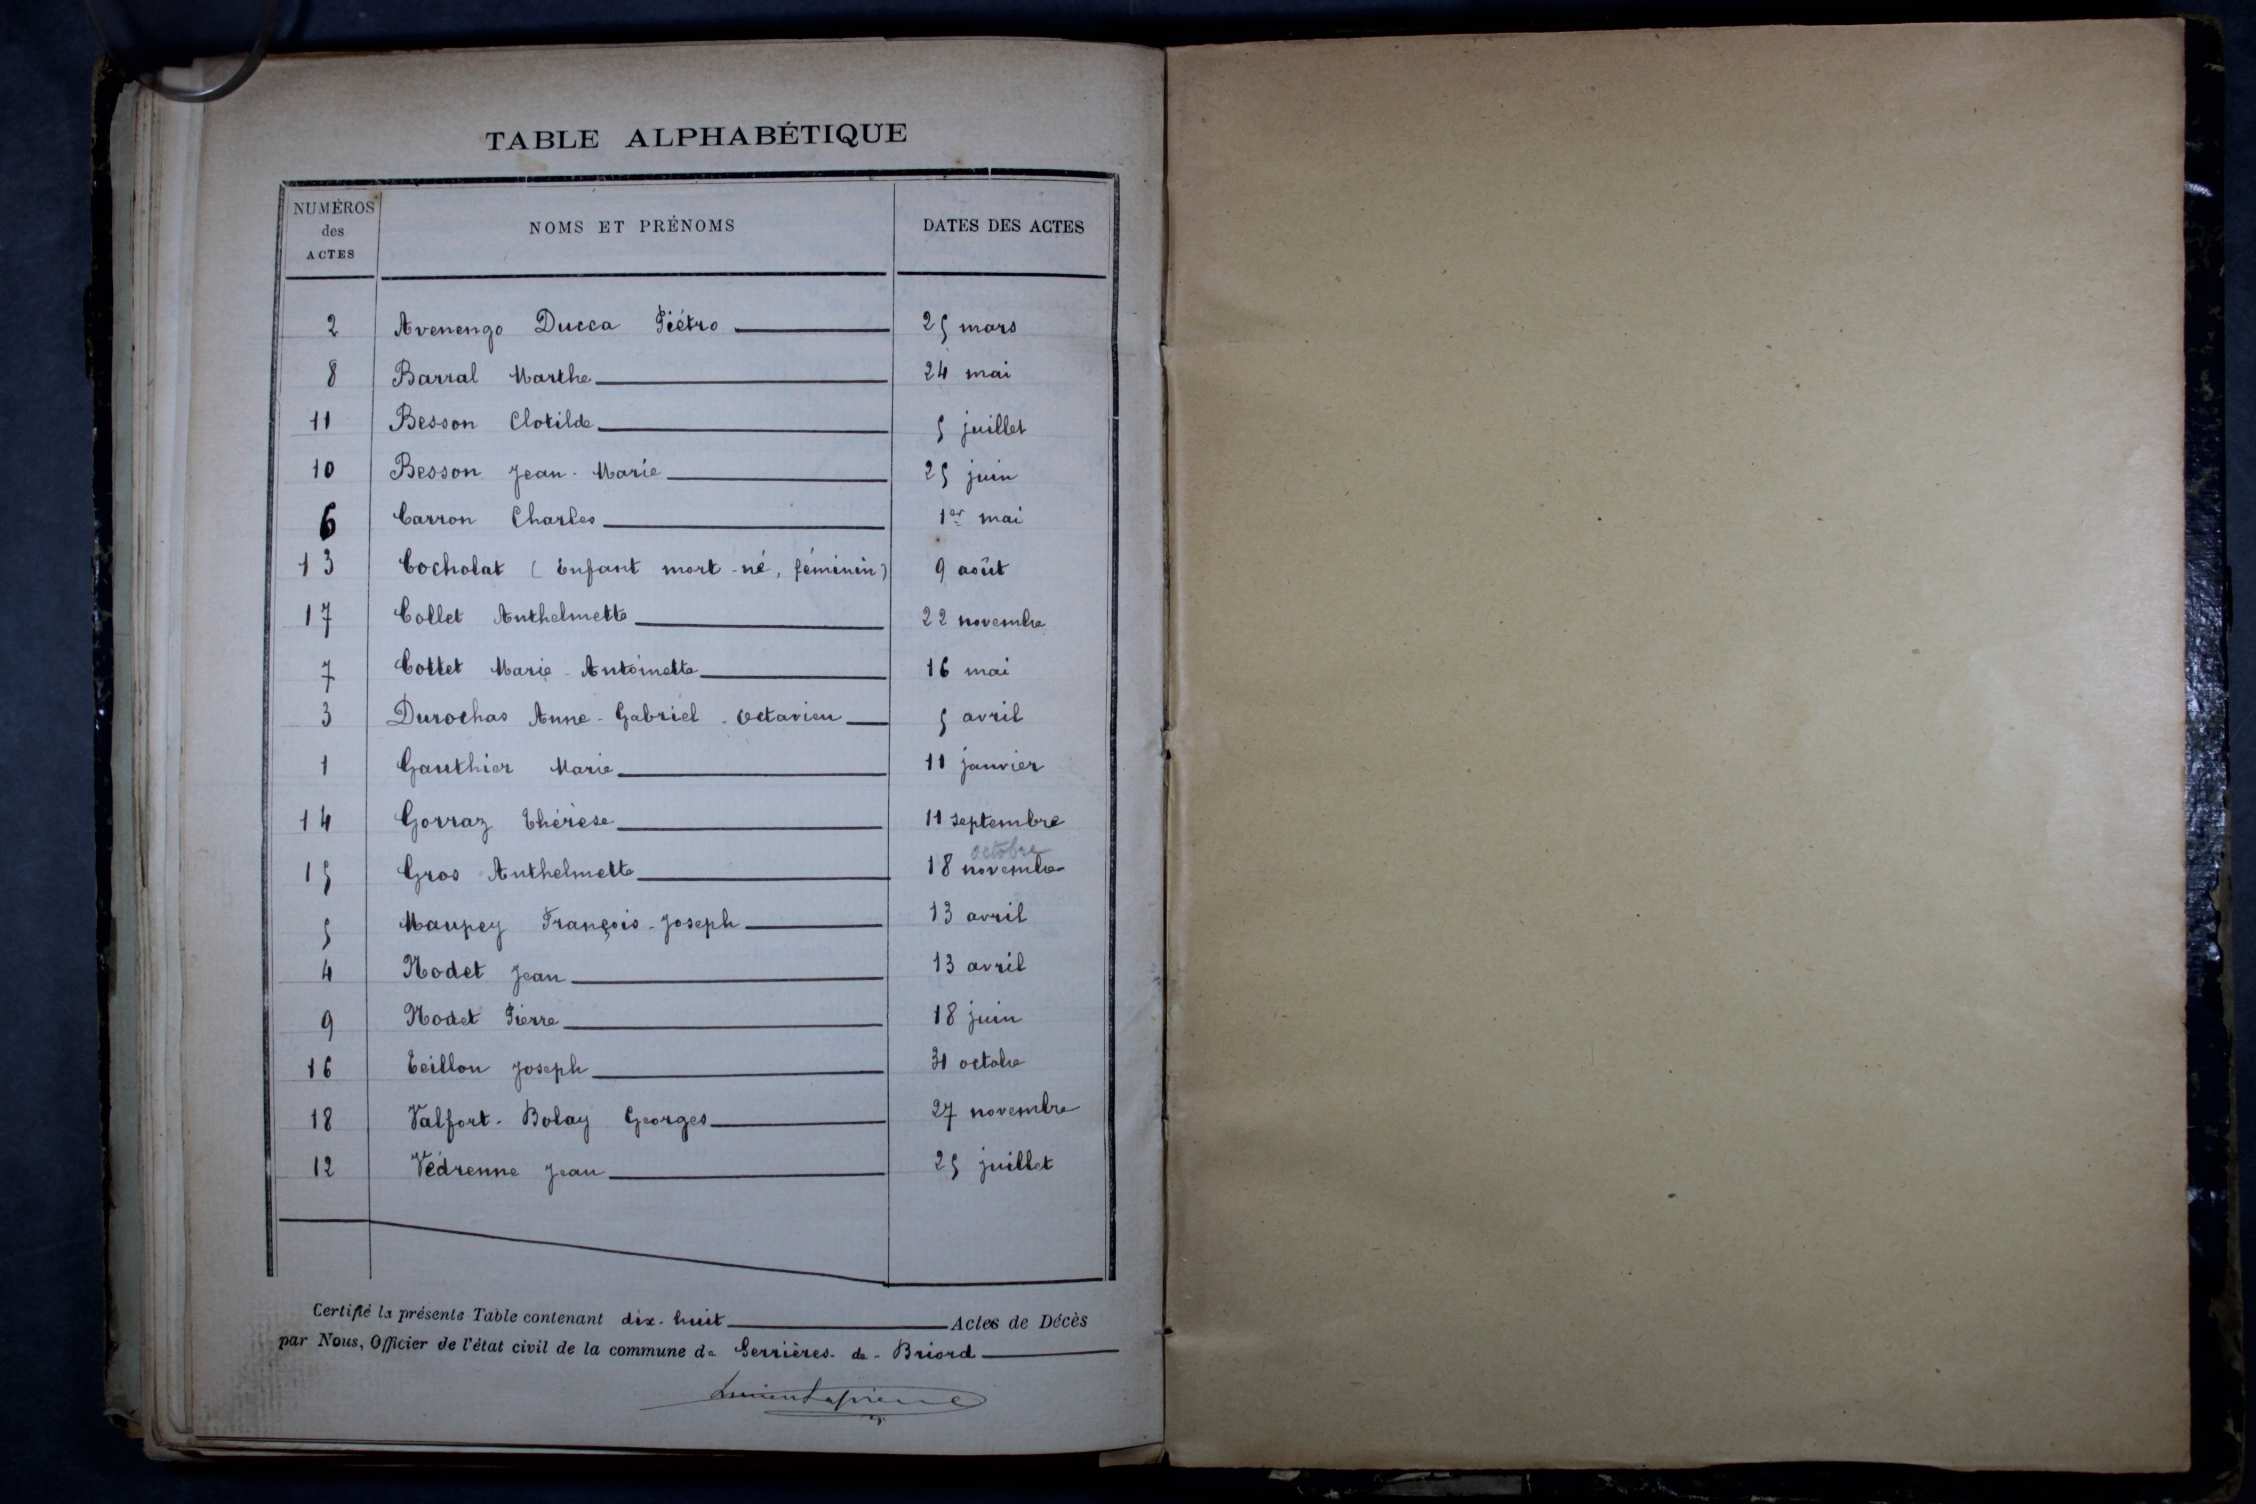 TABLE ALPHABÉTIQUE
NUMÉROS des ACTES NOMS ET PRÉNOMS DATES DES ACTES
2 Avenengo Ducca Piétro 25 mars
8 Barral Marthe 24 mai
11 Besson Clotilde 5 juillet
10 Besson Jean-Marie 25 juin
6 Carron Charles 1er mai
13 Cocholat (Enfant mort-né, féminin) 9 août
17 Collet Anthelmette 22 novembre
7 Cottet Marie-Antoinette 16 mai
3 Durochas Anne-Gabriel-Octavien 5 avril
1 Gauthier Marie 11 janvier
14 Gorraz Thérèse 11 septembre
octobre
15 Gros Anthelmette 18 novembre
5 Maupey François-Joseph 13 avril
4 Nodet Jean 13 avril
9 Nodet Pierre 18 juin
16 Teillon Joseph 31 octobre
18 Valfort-Bolay Georges 27 novembre
12 Védrenne Jean 25 juillet
Certifié la présente Table contenant dix-huit Actes de Décès
par Nous, Officier de l'état civil de la commune de Serrières-de-Briord